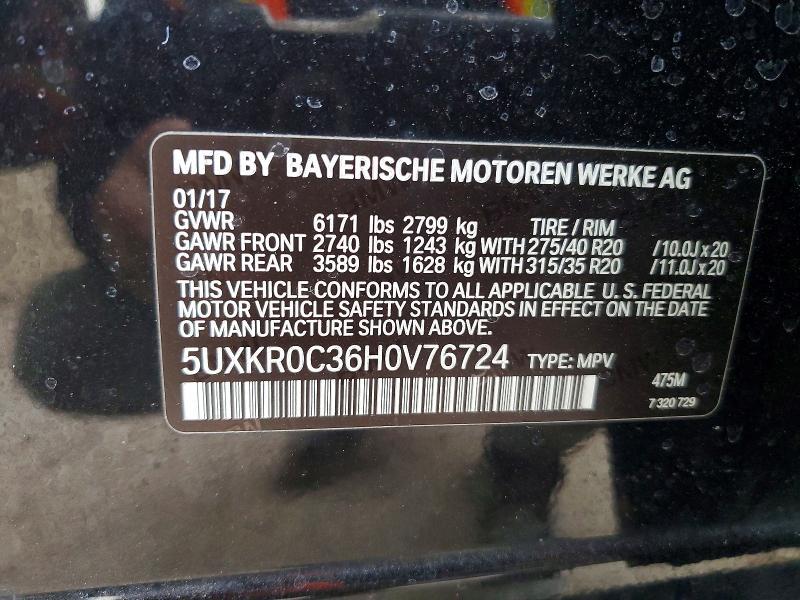 MFD BY BAYERISCHE MOTOREN WERKE AG
01/17
GVWR 6171 lbs 2799 kg TIRE / RIM
GAWR FRONT 2740 lbs 1243 kg WITH 275/40 R20 /10.0J x 20
GAWR REAR 3589 lbs 1628 kg WITH 315/35 R20 /11.0J x 20
THIS VEHICLE CONFORMS TO ALL APPLICABLE U.S. FEDERAL
MOTOR VEHICLE SAFETY STANDARDS IN EFFECT ON THE DATE
OF MANUFACTURE SHOWN ABOVE.
5UXKR0C36H0V76724 TYPE: MPV
475M
7 320 729